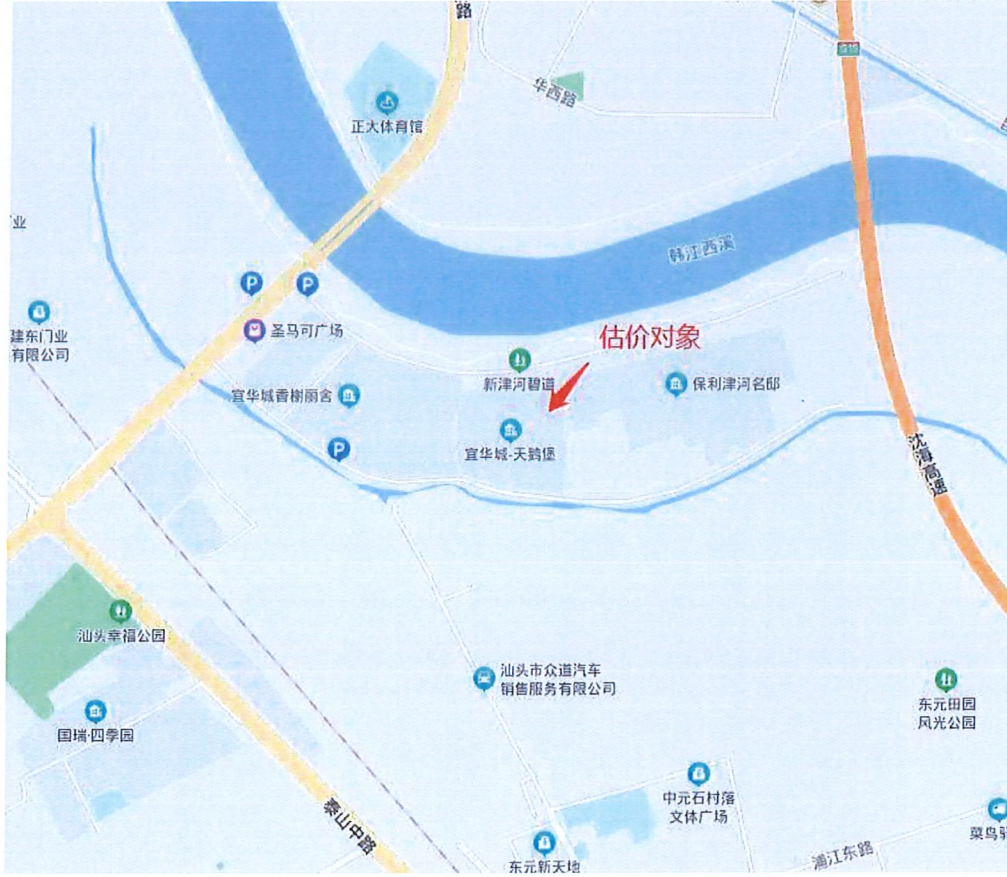 路
华西路
正大体育馆
业
韩江西溪
建东门业
有限公司
圣马可广场
估价对象
新津河碧道
宜华城香榭丽舍
保利津河名邸
宜华城-天鹅堡
沈海高速
汕头幸福公园
汕头市众道汽车
销售服务有限公司
东元田园
风光公园
国瑞·四季园
中元石村落
文体广场
泰山中路
菜鸟驿
浦江东路
东元新天地
P
P
P